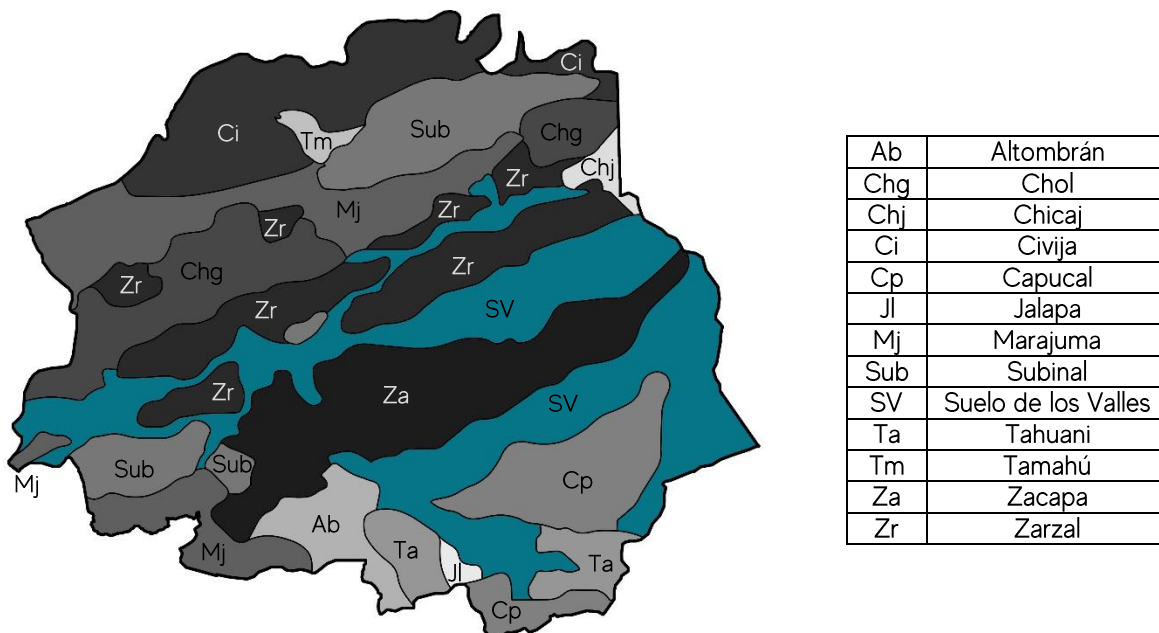 Ci
Ci
Tm
Sub
Chg
Chj
Zr
Zr
Mj
Zr
Chg
Zr
Zr
Zr
SV
Zr
Za
SV
Sub
Sub
Cp
Mj
Ab
Mj
Ta
Jl
Ta
Cp
Ab Altombrán
Chg Chol
Chj Chicaj
Ci Civija
Cp Capucal
Jl Jalapa
Mj Marajuma
Sub Subinal
SV Suelo de los Valles
Ta Tahuani
Tm Tamahú
Za Zacapa
Zr Zarzal